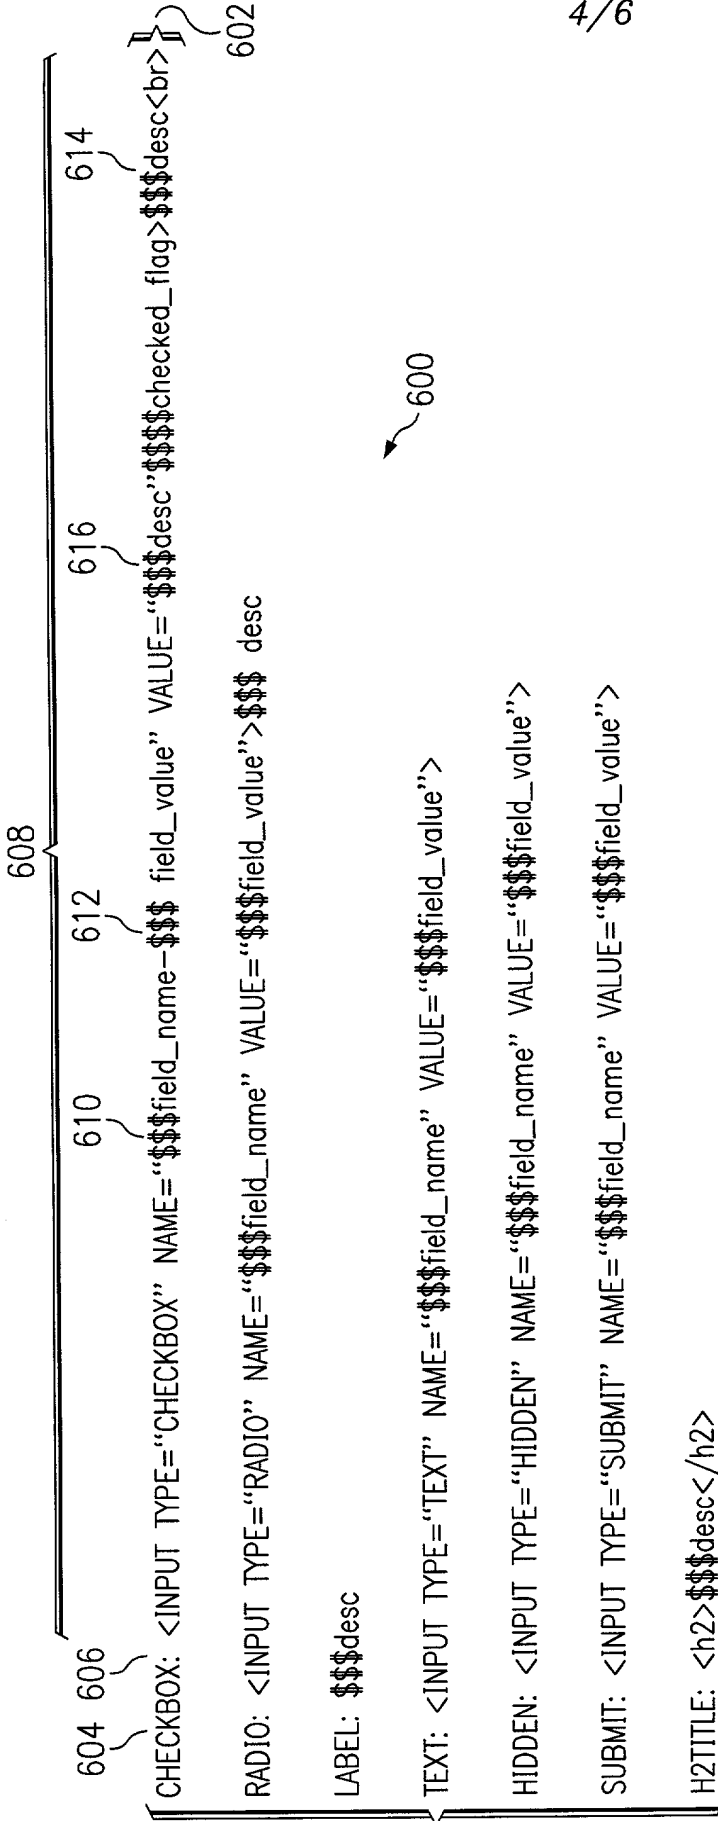 4/6
608
604 606 610 612 616 614
CHECKBOX: <INPUT TYPE="CHECKBOX" NAME="$$$field_name-$$$ field_value" VALUE="$$$desc"$$$$checked_flag>$$$desc<br>
602
RADIO: <INPUT TYPE="RADIO" NAME="$$$field_name" VALUE="$$$field_value">$$$ desc
LABEL: $$$desc
600
TEXT: <INPUT TYPE="TEXT" NAME="$$$field_name" VALUE="$$$field_value">
HIDDEN: <INPUT TYPE="HIDDEN" NAME="$$$field_name" VALUE="$$$field_value">
SUBMIT: <INPUT TYPE="SUBMIT" NAME="$$$field_name" VALUE="$$$field_value">
H2TITLE: <h2>$$$desc</h2>